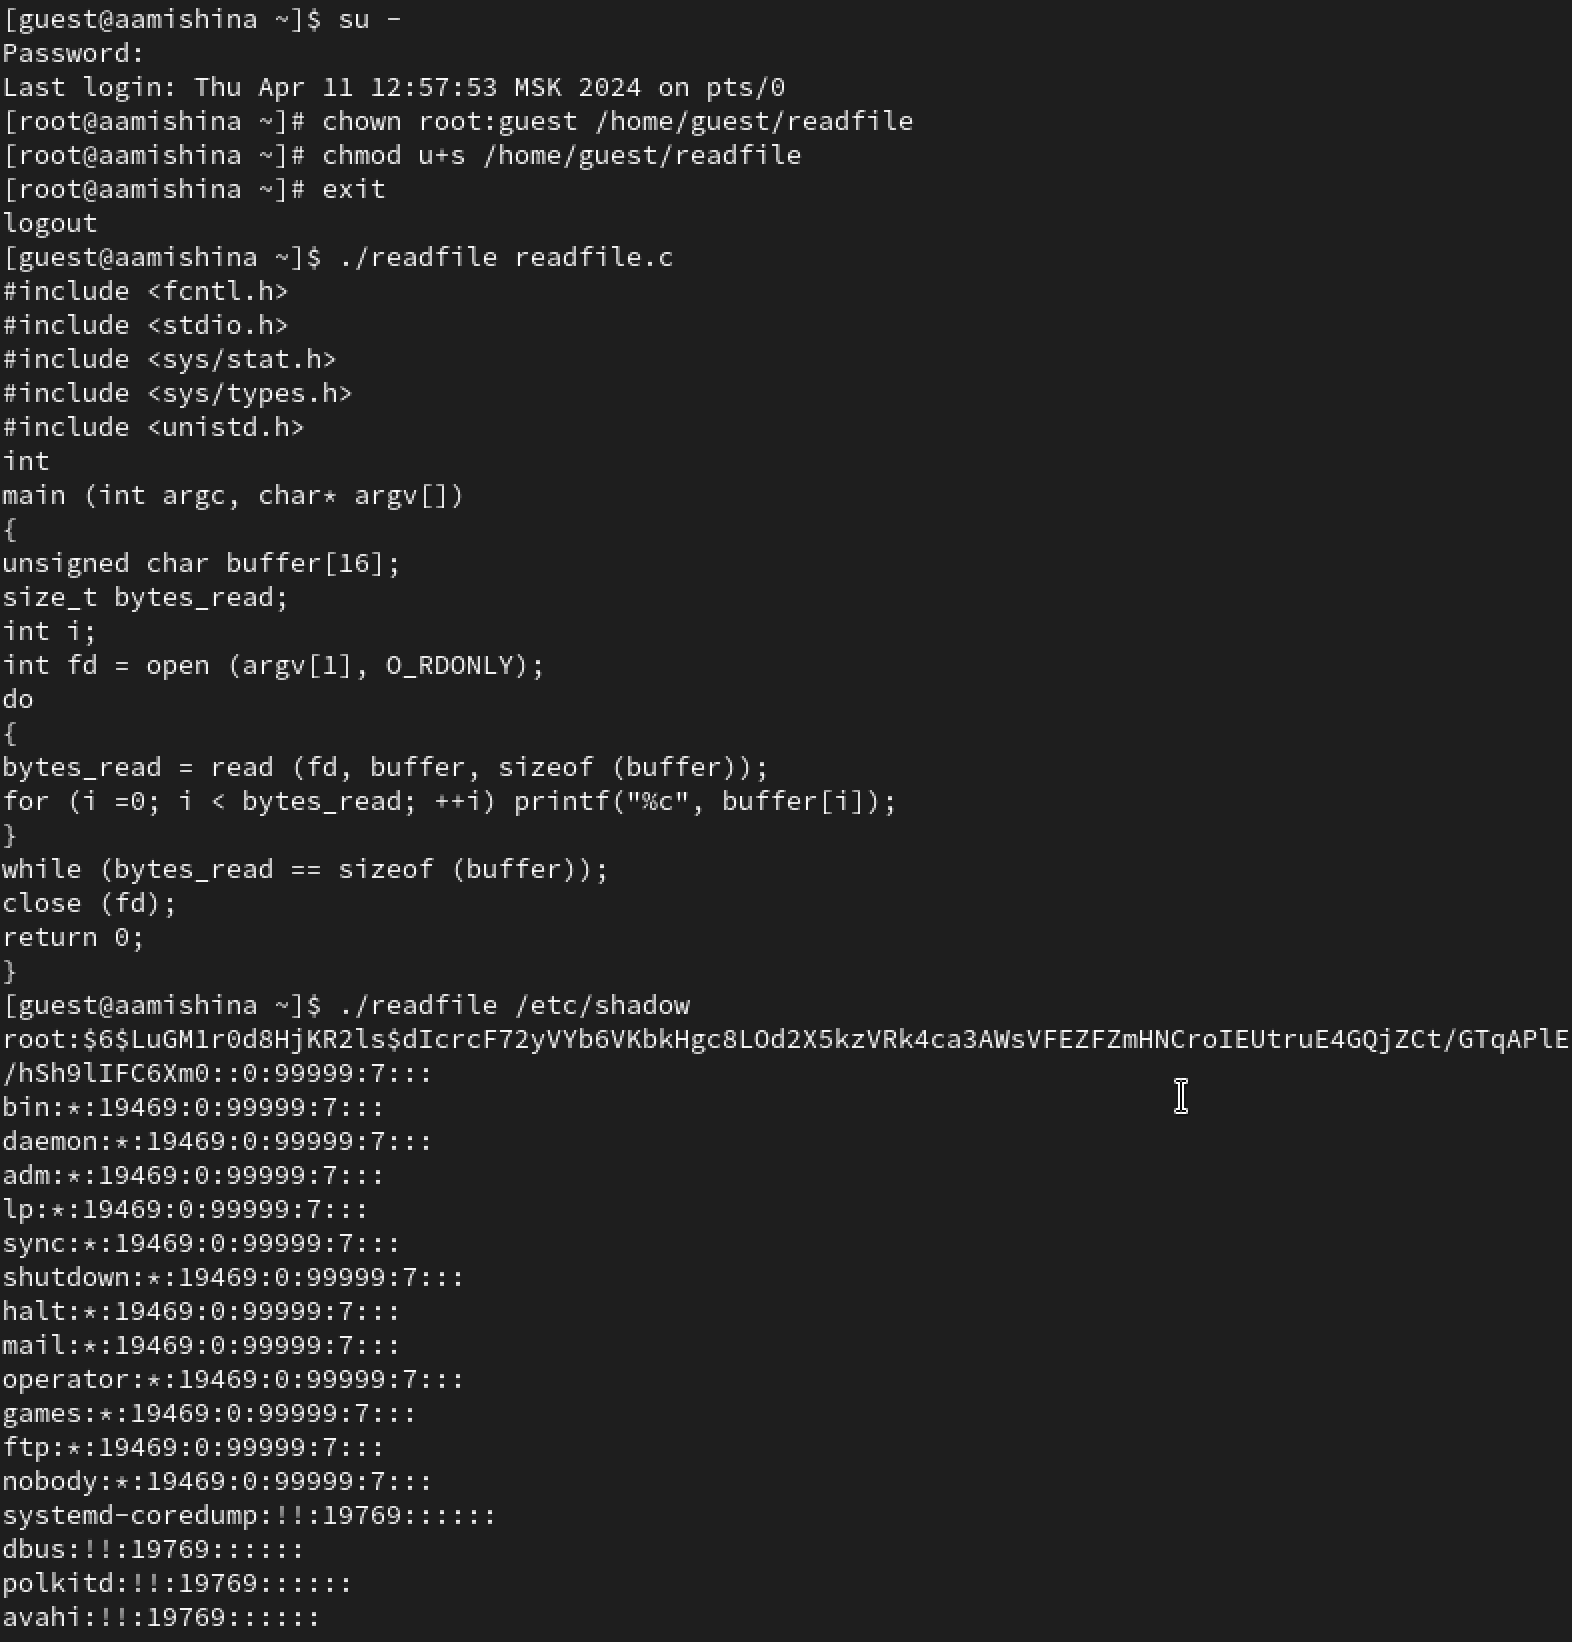 [guest@aamishina ~]$ su -
Password:
Last login: Thu Apr 11 12:57:53 MSK 2024 on pts/0
[root@aamishina ~]# chown root:guest /home/guest/readfile
[root@aamishina ~]# chmod u+s /home/guest/readfile
[root@aamishina ~]# exit
logout
[guest@aamishina ~]$ ./readfile readfile.c
#include <fcntl.h>
#include <stdio.h>
#include <sys/stat.h>
#include <sys/types.h>
#include <unistd.h>
int
main (int argc, char* argv[])
{
unsigned char buffer[16];
size_t bytes_read;
int i;
int fd = open (argv[1], O_RDONLY);
do
{
bytes_read = read (fd, buffer, sizeof (buffer));
for (i =0; i < bytes_read; ++i) printf("%c", buffer[i]);
}
while (bytes_read == sizeof (buffer));
close (fd);
return 0;
}
[guest@aamishina ~]$ ./readfile /etc/shadow
root:$6$LuGM1r0d8HjKR2ls$dIcrcF72yVYb6VKbkHgc8LOd2X5kzVRk4ca3AWsVFEZFZmHNCroIEUtruE4GQjZCt/GTqAPlE
/hSh9lIFC6Xm0::0:99999:7:::
bin:*:19469:0:99999:7:::
daemon:*:19469:0:99999:7:::
adm:*:19469:0:99999:7:::
lp:*:19469:0:99999:7:::
sync:*:19469:0:99999:7:::
shutdown:*:19469:0:99999:7:::
halt:*:19469:0:99999:7:::
mail:*:19469:0:99999:7:::
operator:*:19469:0:99999:7:::
games:*:19469:0:99999:7:::
ftp:*:19469:0:99999:7:::
nobody:*:19469:0:99999:7:::
systemd-coredump:!!:19769::::::
dbus:!!:19769::::::
polkitd:!!:19769::::::
avahi:!!:19769::::::